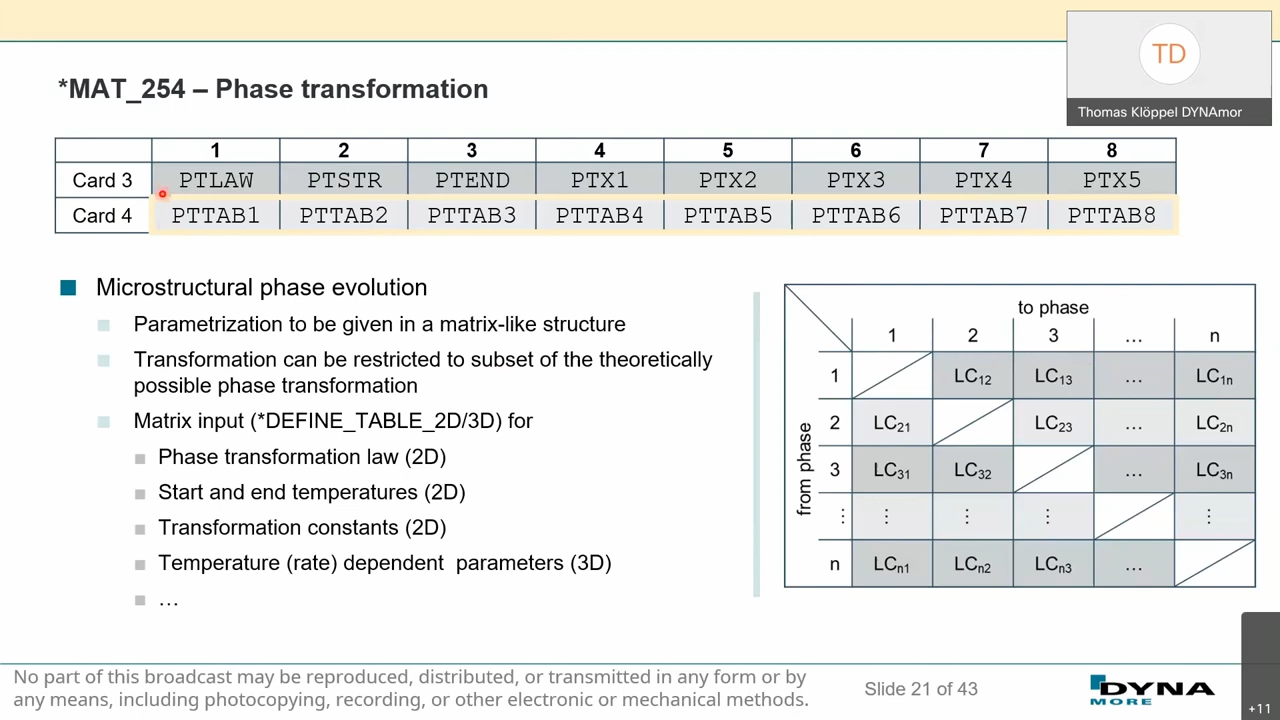 TD
Thomas Klöppel DYNAmor
*MAT_254 – Phase transformation
1 2 3 4 5 6 7 8
Card 3 PTLAW PTSTR PTEND PTX1 PTX2 PTX3 PTX4 PTX5
Card 4 PTTAB1 PTTAB2 PTTAB3 PTTAB4 PTTAB5 PTTAB6 PTTAB7 PTTAB8
Microstructural phase evolution
Parametrization to be given in a matrix-like structure
Transformation can be restricted to subset of the theoretically
possible phase transformation
Matrix input (*DEFINE_TABLE_2D/3D) for
Phase transformation law (2D)
Start and end temperatures (2D)
Transformation constants (2D)
Temperature (rate) dependent parameters (3D)
…
to phase
1 2 3 … n
from phase
1 LC12 LC13 … LC1n
2 LC21 LC23 … LC2n
3 LC31 LC32 … LC3n
⋮ ⋮ ⋮ ⋮ ⋮
n LCn1 LCn2 LCn3 …
No part of this broadcast may be reproduced, distributed, or transmitted in any form or by
any means, including photocopying, recording, or other electronic or mechanical methods.
Slide 21 of 43
DYNA
MORE
+11